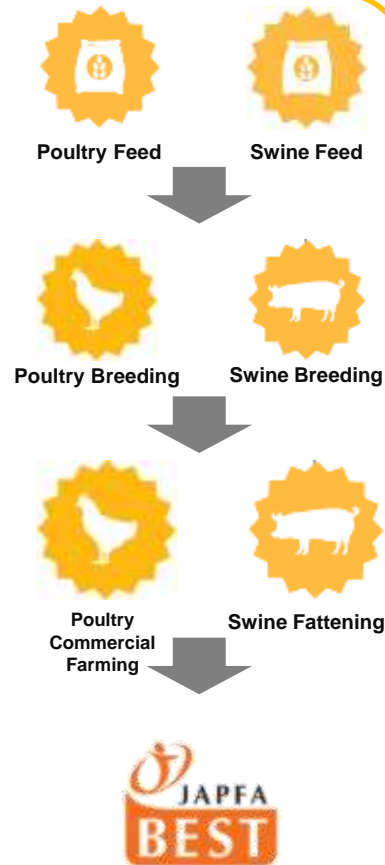 Poultry Feed
Swine Feed
Poultry Breeding
Swine Breeding
Poultry
Commercial
Farming
Swine Fattening
JAPFA
BEST